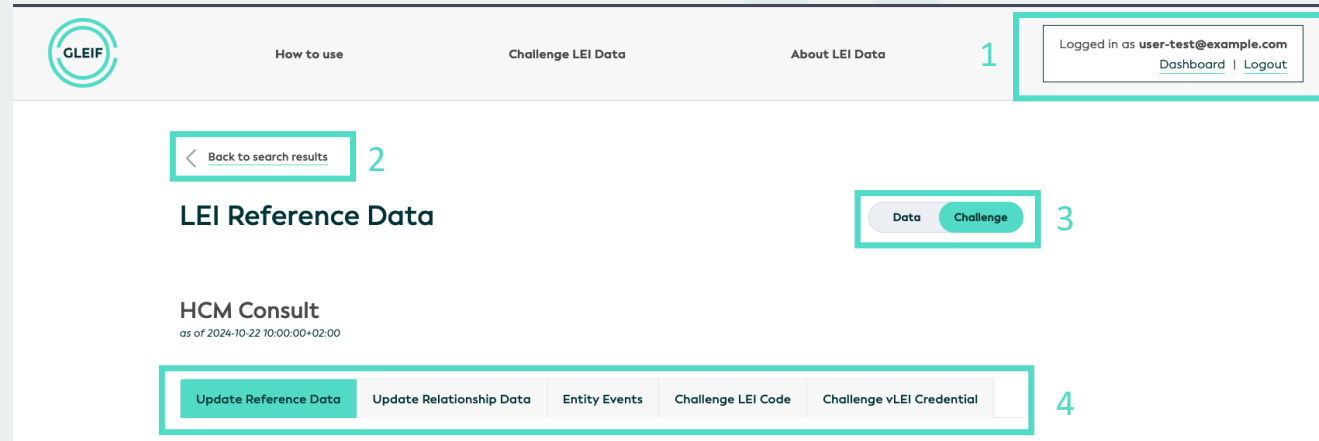 GLEIF
How to use
Challenge LEI Data
About LEI Data
1
Logged in as user-test@example.com
Dashboard | Logout
Back to search results
2
LEI Reference Data
Data
Challenge
3
HCM Consult
as of 2024-10-22 10:00:00+02:00
Update Reference Data
Update Relationship Data
Entity Events
Challenge LEI Code
Challenge vLEI Credential
4